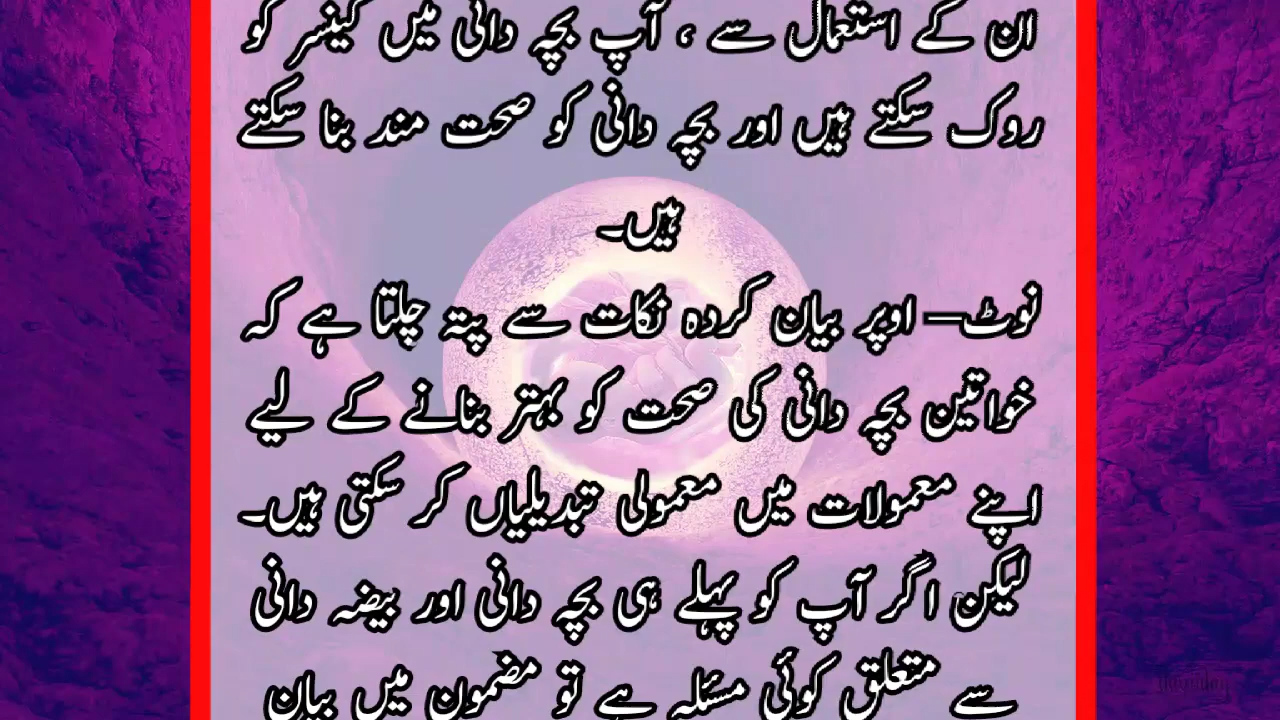 ان کے استعمال سے ، آپ بچہ دانی میں کینسر کو
روک سکتے ہیں اور بچہ دانی کو صحت مند بنا سکتے
ہیں۔
نوٹ– اوپر بیان کردہ نکات سے پتہ چلتا ہے کہ
خواتین بچہ دانی کی صحت کو بہتر بنانے کے لیے
اپنے معمولات میں معمولی تبدیلیاں کر سکتی ہیں۔
لیکن اگر آپ کو پہلے ہی بچہ دانی اور بیضہ دانی
سے متعلق کوئی مسئلہ ہے تو مضمون میں بیان